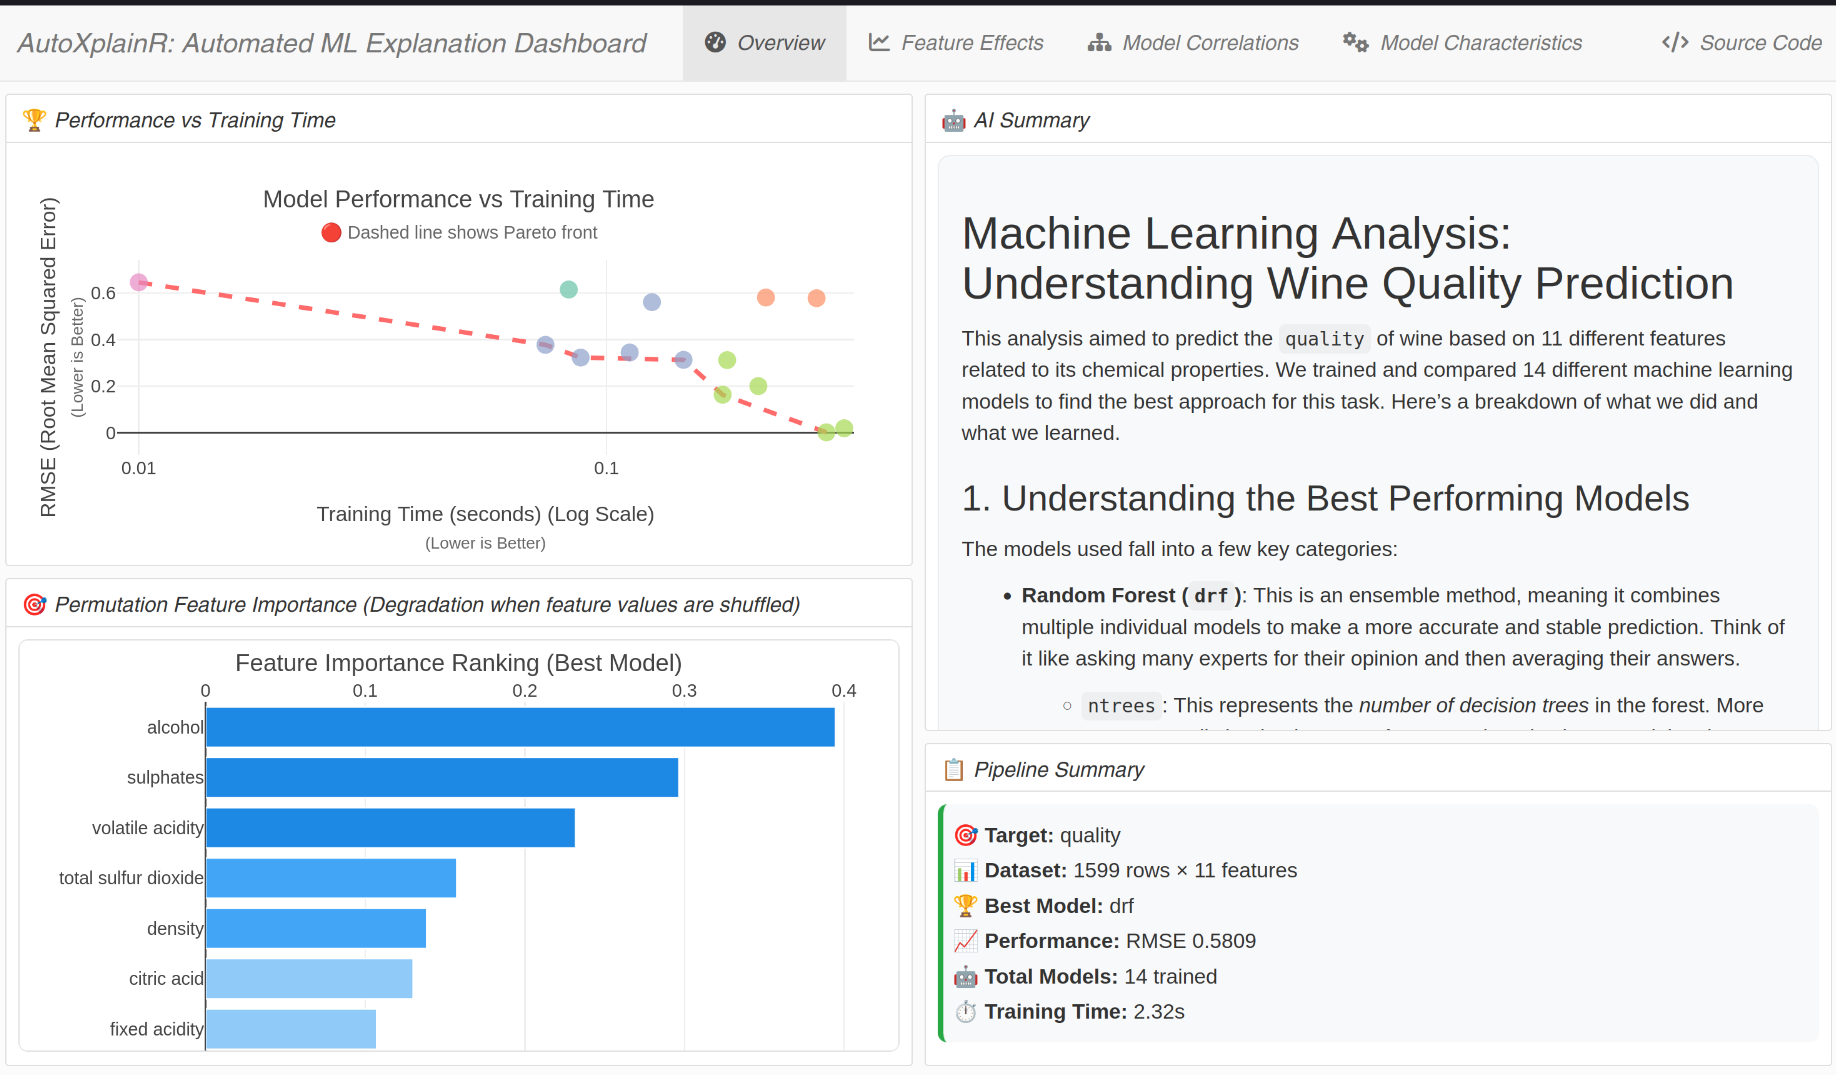 AutoXplainR: Automated ML Explanation Dashboard
Overview
Feature Effects
Model Correlations
Model Characteristics
Source Code
Performance vs Training Time
Model Performance vs Training Time
Dashed line shows Pareto front
RMSE (Root Mean Squared Error)
(Lower is Better)
0.6
0.4
0.2
0
0.01
0.1
Training Time (seconds) (Log Scale)
(Lower is Better)
Permutation Feature Importance (Degradation when feature values are shuffled)
Feature Importance Ranking (Best Model)
0
0.1
0.2
0.3
0.4
alcohol
sulphates
volatile acidity
total sulfur dioxide
density
citric acid
fixed acidity
AI Summary
Machine Learning Analysis:
Understanding Wine Quality Prediction
This analysis aimed to predict the quality of wine based on 11 different features
related to its chemical properties. We trained and compared 14 different machine learning
models to find the best approach for this task. Here’s a breakdown of what we did and
what we learned.
1. Understanding the Best Performing Models
The models used fall into a few key categories:
• Random Forest ( drf ): This is an ensemble method, meaning it combines
multiple individual models to make a more accurate and stable prediction. Think of
it like asking many experts for their opinion and then averaging their answers.
◦ ntrees : This represents the number of decision trees in the forest. More
Pipeline Summary
Target: quality
Dataset: 1599 rows × 11 features
Best Model: drf
Performance: RMSE 0.5809
Total Models: 14 trained
Training Time: 2.32s